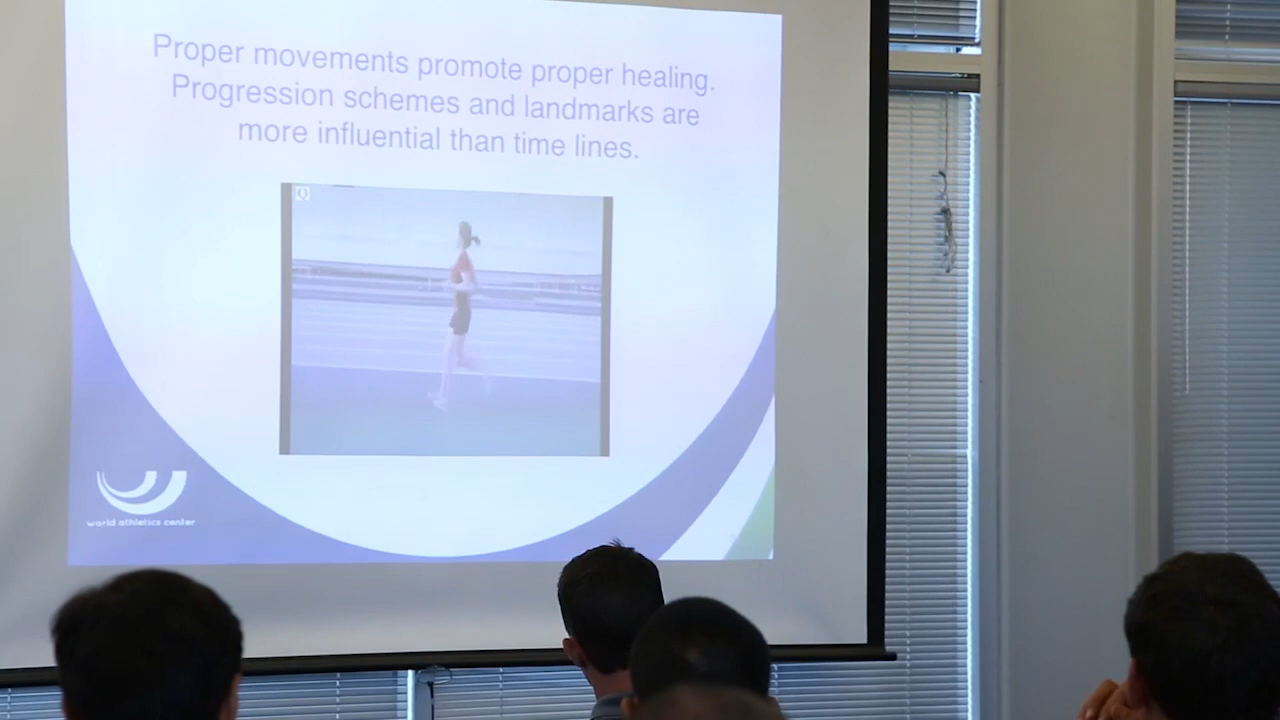 Proper movements promote proper healing.
Progression schemes and landmarks are
more influential than time lines.
world athletics center